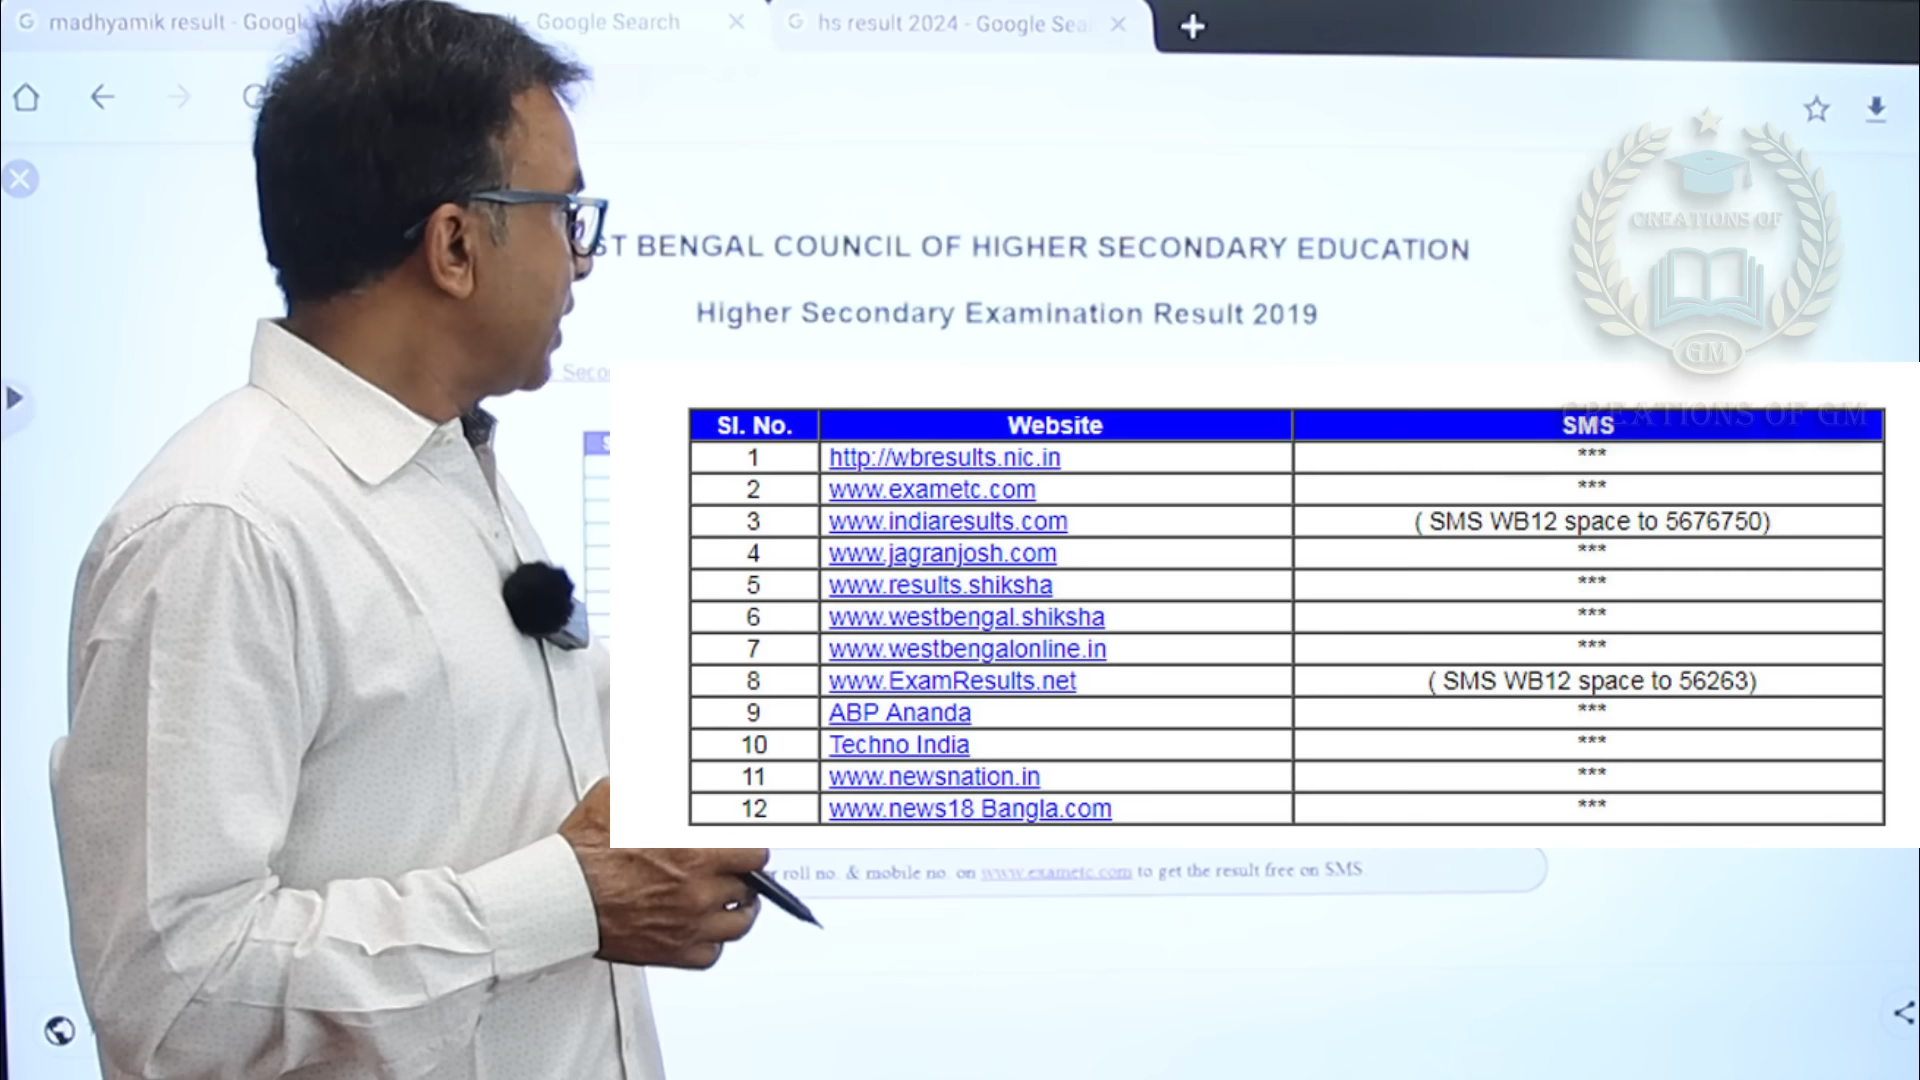 madhyamik result - Googl
Google Search
hs result 2024 - Google Sea
ST BENGAL COUNCIL OF HIGHER SECONDARY EDUCATION
Higher Secondary Examination Result 2019
CREATIONS OF
GM
CREATIONS OF GM
Seco
Sl. No. Website SMS
1 http://wbresults.nic.in ***
2 www.exametc.com ***
3 www.indiaresults.com ( SMS WB12 space to 5676750)
4 www.jagranjosh.com ***
5 www.results.shiksha ***
6 www.westbengal.shiksha ***
7 www.westbengalonline.in ***
8 www.ExamResults.net ( SMS WB12 space to 56263)
9 ABP Ananda ***
10 Techno India ***
11 www.newsnation.in ***
12 www.news18 Bangla.com ***
r roll no. & mobile no. on www.exametc.com to get the result free on SMS